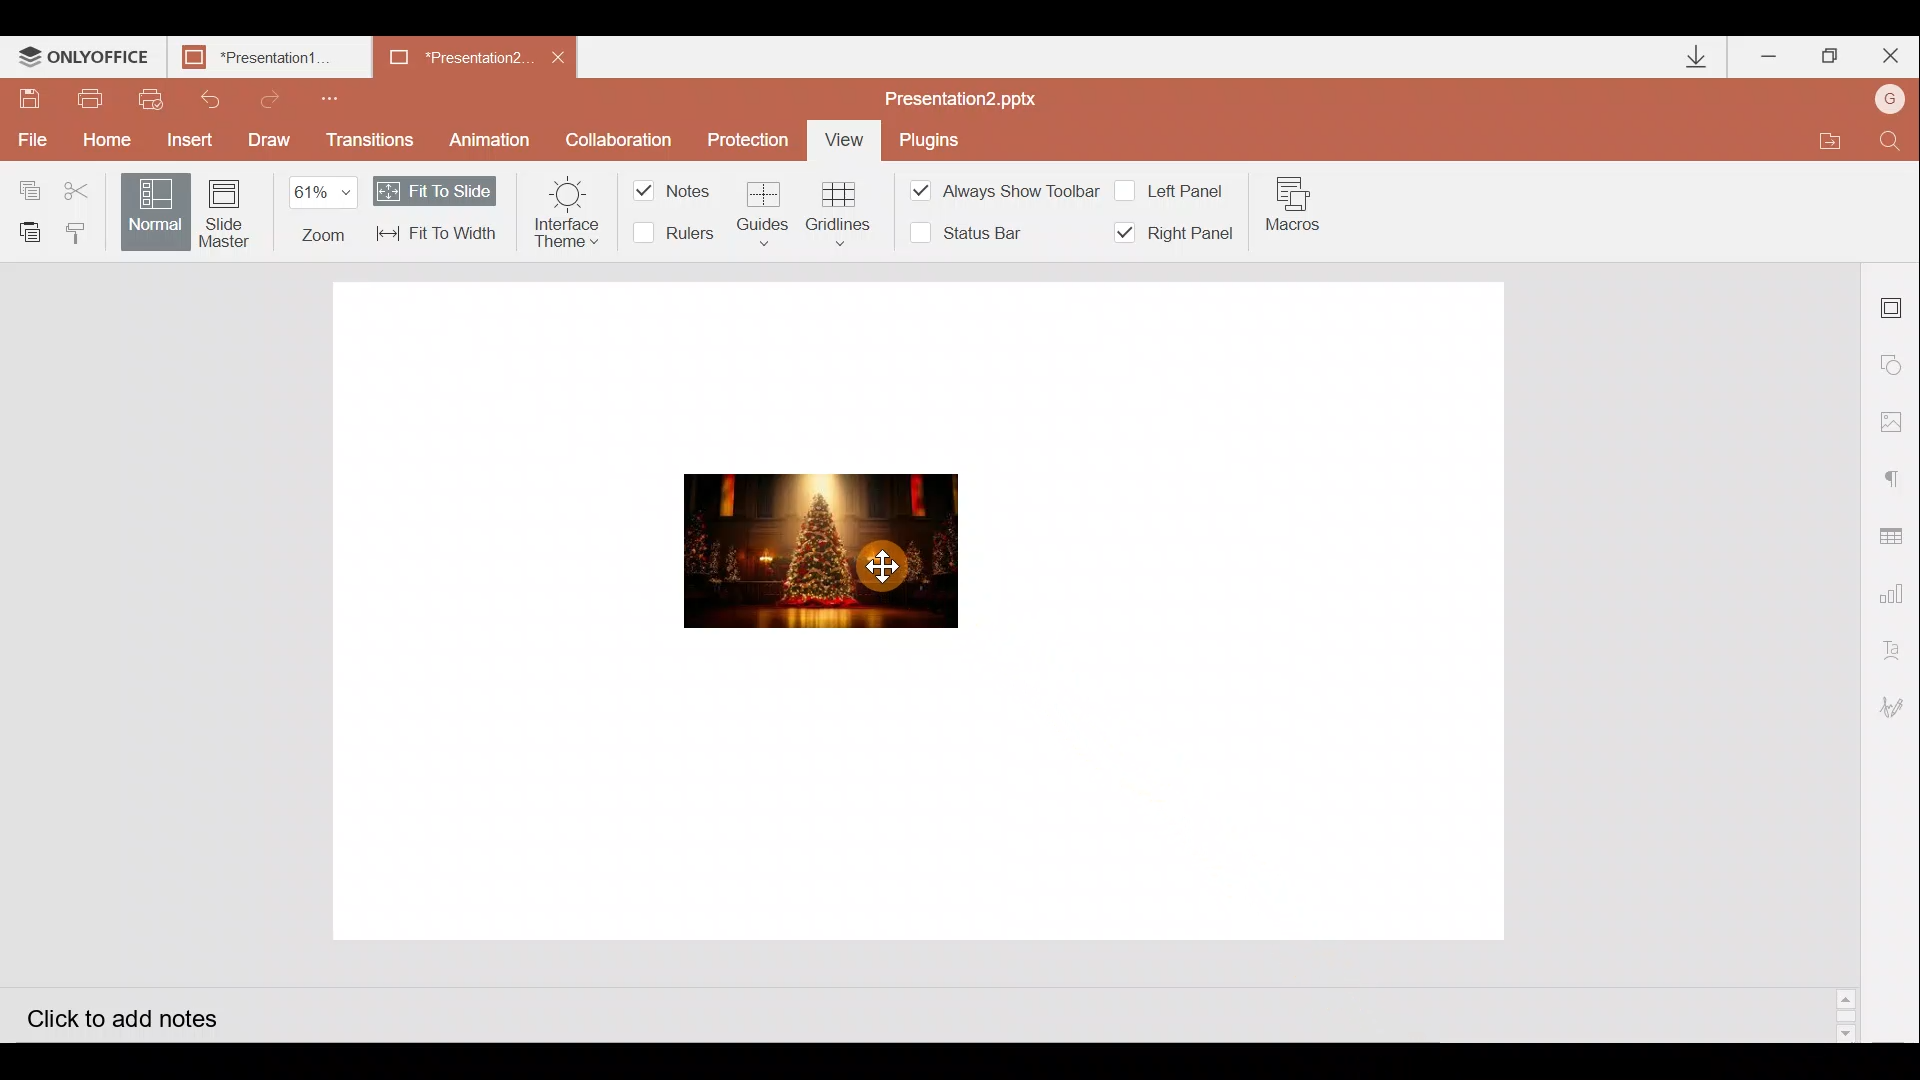 ONLYOFFICE
*Presentation1...
*Presentation2...
Presentation2.pptx
G
File
Home
Insert
Draw
Transitions
Animation
Collaboration
Protection
View
Plugins
Normal
Slide
Master
61%
Zoom
Fit To Slide
Fit To Width
Interface
Theme
Notes
Rulers
Guides
Gridlines
Always Show Toolbar
Status Bar
Left Panel
Right Panel
Macros
Click to add notes